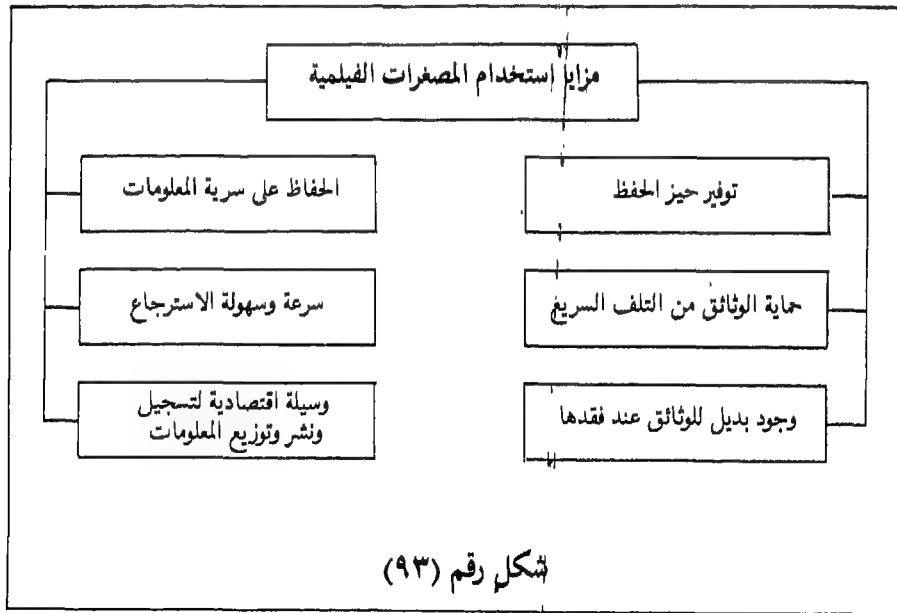 مزايا إستخدام المصغرات الفيلمية
توفير حيز الحفظ
حماية الوثائق من التلف السريع
وجود بديل للوثائق عند فقدها
الحفاظ على سرية المعلومات
سرعة وسهولة الاسترجاع
وسيلة اقتصادية لتسجيل
ونشر وتوزيع المعلومات
شكل رقم (٩٣)